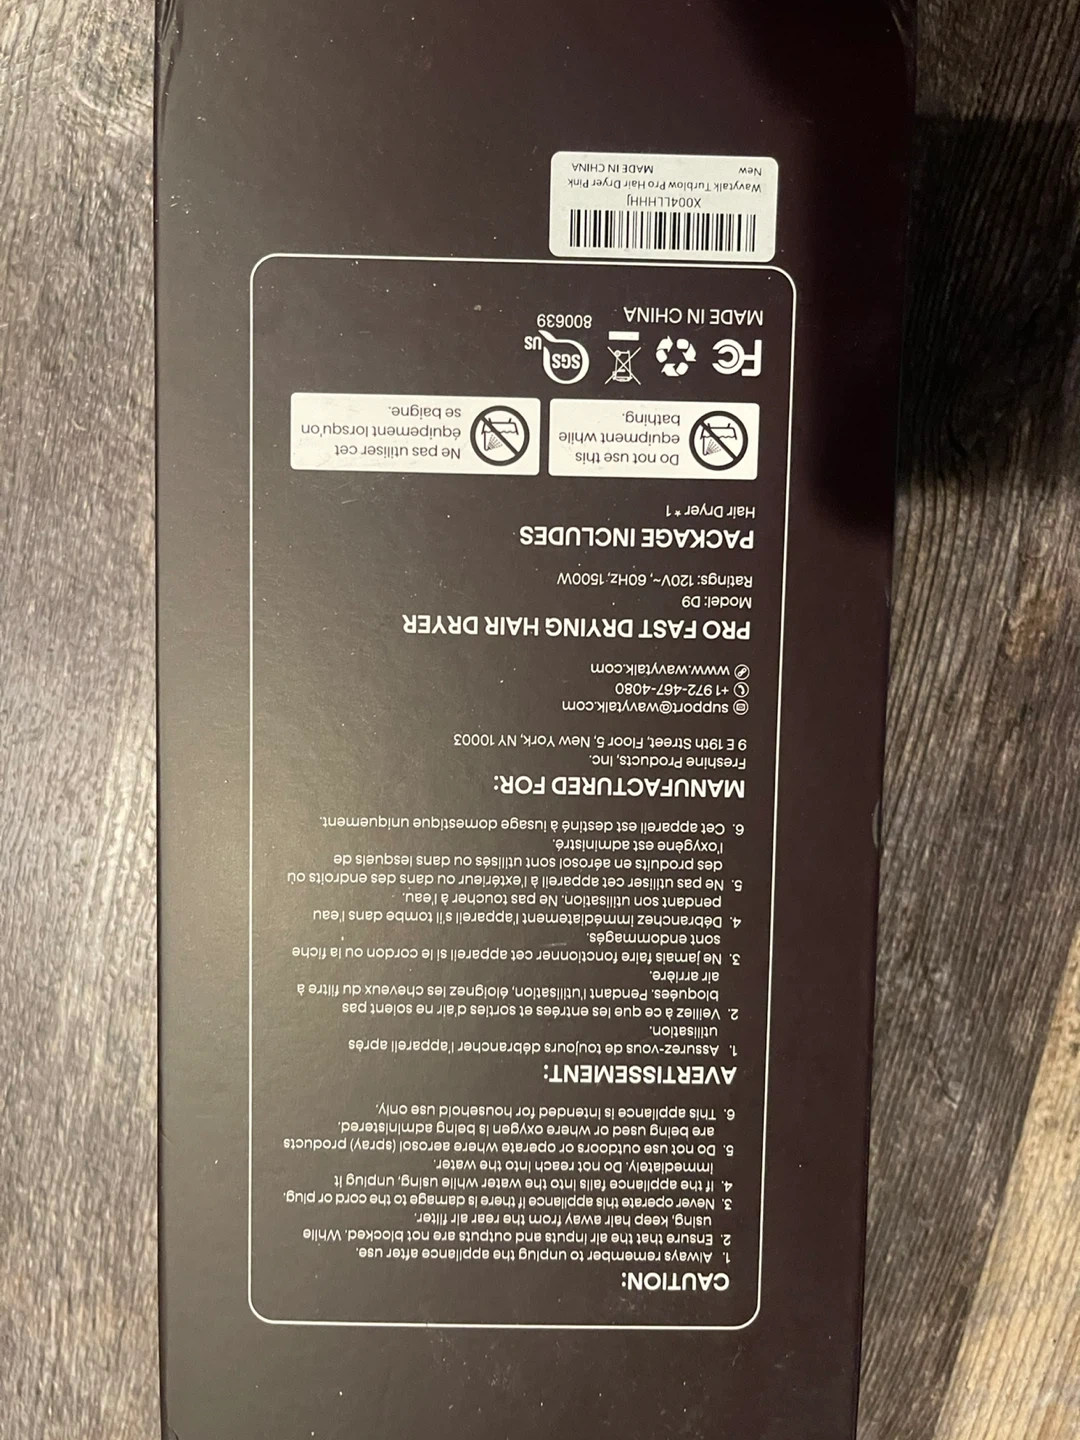 CAUTION:
1. Always remember to unplug the appliance after use.
2. Ensure that the air inputs and outputs are not blocked. While
using, keep hair away from the rear air filter.
3. Never operate this appliance if there is damage to the cord or plug.
4. If the appliance falls into the water while using, unplug it
immediately. Do not reach into the water.
5. Do not use outdoors or operate where aerosol (spray) products
are being used or where oxygen is being administered.
6. This appliance is intended for household use only.
AVERTISSEMENT:
1. Assurez-vous de toujours débrancher l'appareil après
utilisation.
2. Veillez à ce que les entrées et sorties d'air ne soient pas
bloquées. Pendant l'utilisation, éloignez les cheveux du filtre à
air arrière.
3. Ne jamais faire fonctionner cet appareil si le cordon ou la fiche
sont endommagés.
4. Débranchez immédiatement l'appareil s'il tombe dans l'eau
pendant son utilisation. Ne pas toucher à l'eau.
5. Ne pas utiliser cet appareil à l'extérieur ou dans des endroits où
des produits en aérosol sont utilisés ou dans lesquels de
l'oxygène est administré.
6. Cet appareil est destiné à iusage domestique uniquement.
MANUFACTURED FOR:
Freshine Products, Inc.
9 E 19th Street, Floor 5, New York, NY 10003
support@wavytalk.com
+1 972-467-4080
www.wavytalk.com
PRO FAST DRYING HAIR DRYER
Model: D9
Ratings: 120V~, 60Hz, 1500W
PACKAGE INCLUDES
Hair Dryer * 1
Do not use this
equipment while
bathing.
Ne pas utiliser cet
équipement lorsqu'on
se baigne.
FC
SGS
US
800639
MADE IN CHINA
X004LLHHHJ
Wavytalk Turblow Pro Hair Dryer Pink
New MADE IN CHINA